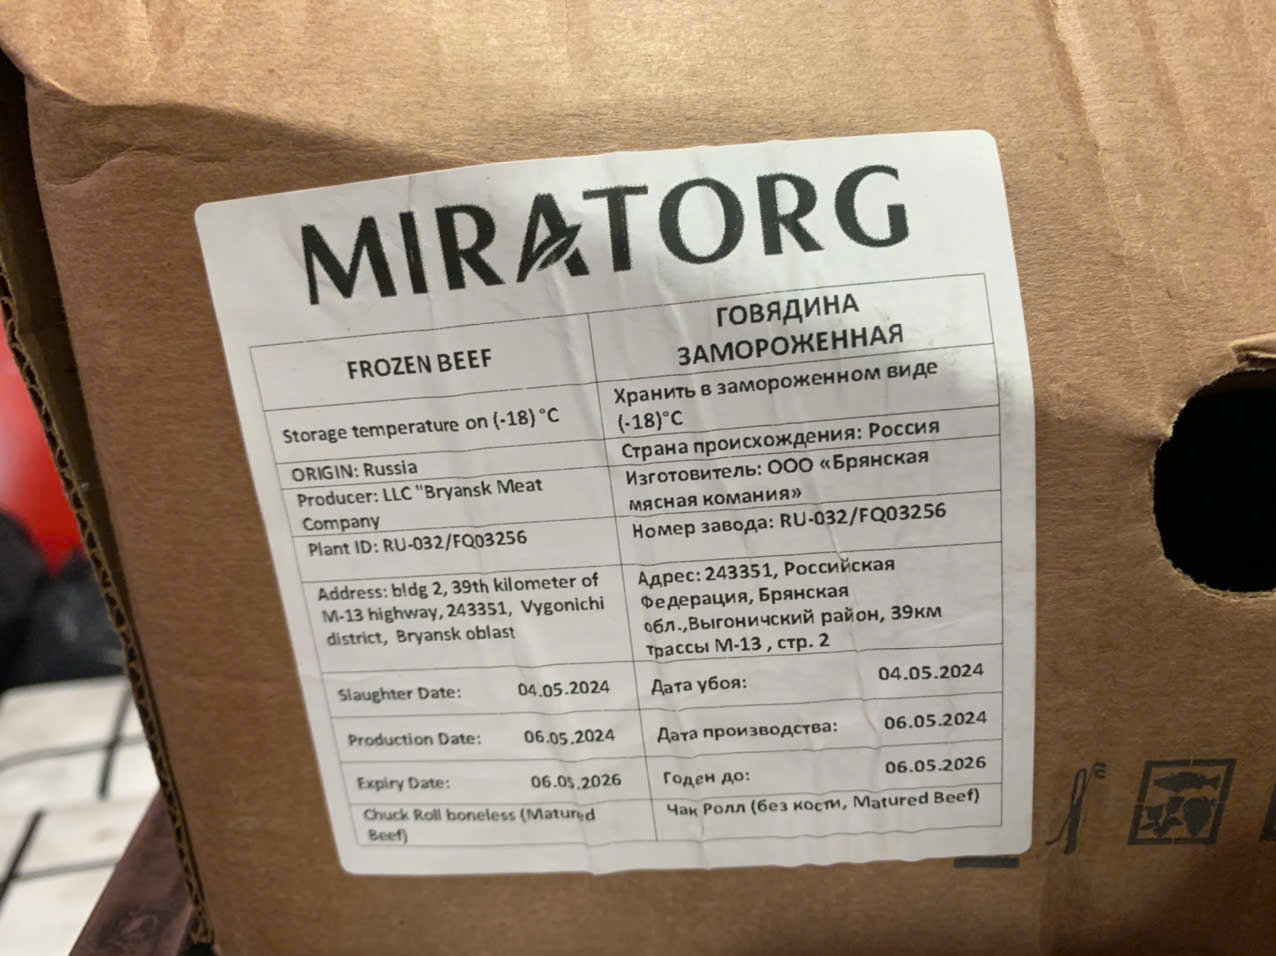 MIRATORG
FROZEN BEEF
ГОВЯДИНА
ЗАМОРОЖЕННАЯ
Storage temperature on (-18) °C
Хранить в замороженном виде
(-18)°C
ORIGIN: Russia
Страна происхождения: Россия
Producer: LLC "Bryansk Meat
Company
Изготовитель: ООО «Брянская
мясная комания»
Plant ID: RU-032/FQ03256
Номер завода: RU-032/FQ03256
Address: bldg 2, 39th kilometer of
M-13 highway, 243351, Vygonichi
district, Bryansk oblast
Адрес: 243351, Российская
Федерация, Брянская
обл.,Выгоничский район, 39км
трассы М-13 , стр. 2
Slaughter Date: 04.05.2024
Дата убоя: 04.05.2024
Production Date: 06.05.2024
Дата производства: 06.05.2024
Expiry Date: 06.05.2026
Годен до: 06.05.2026
Chuck Roll boneless (Matured
Beef)
Чак Ролл (без кости, Matured Beef)